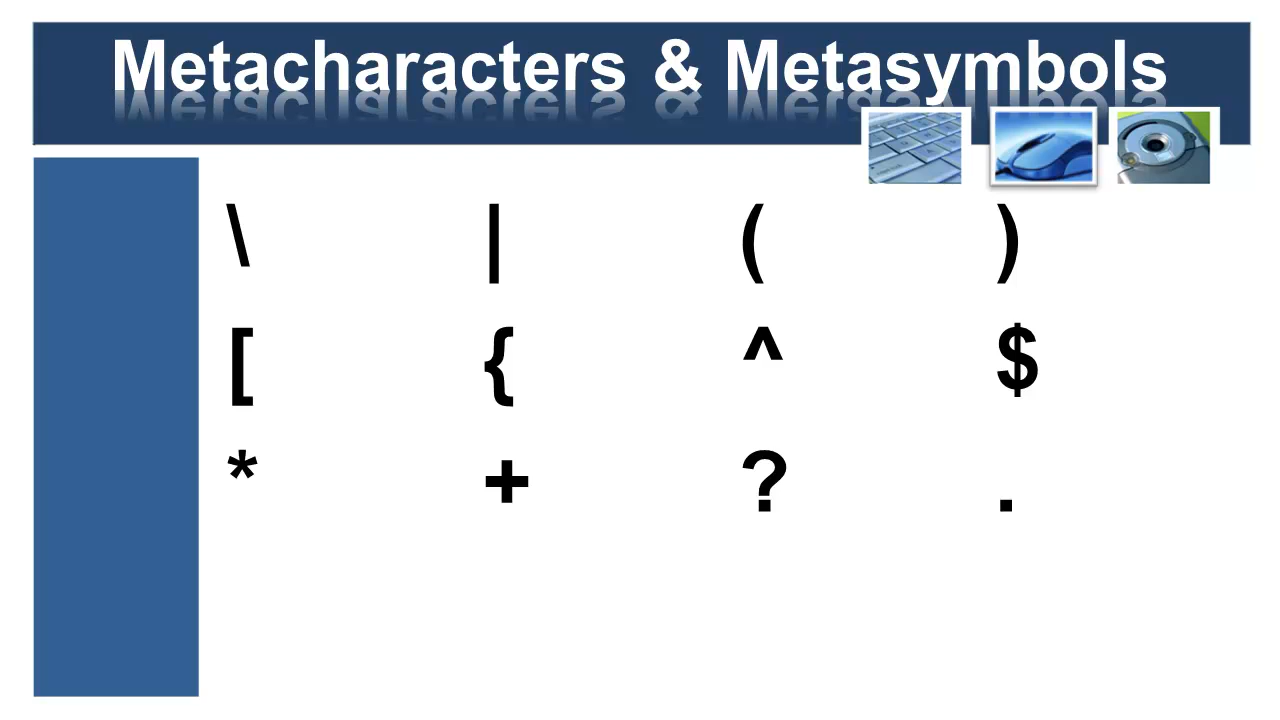 Metacharacters & Metasymbols
\ | ( )
[ { ^ $
* + ? .